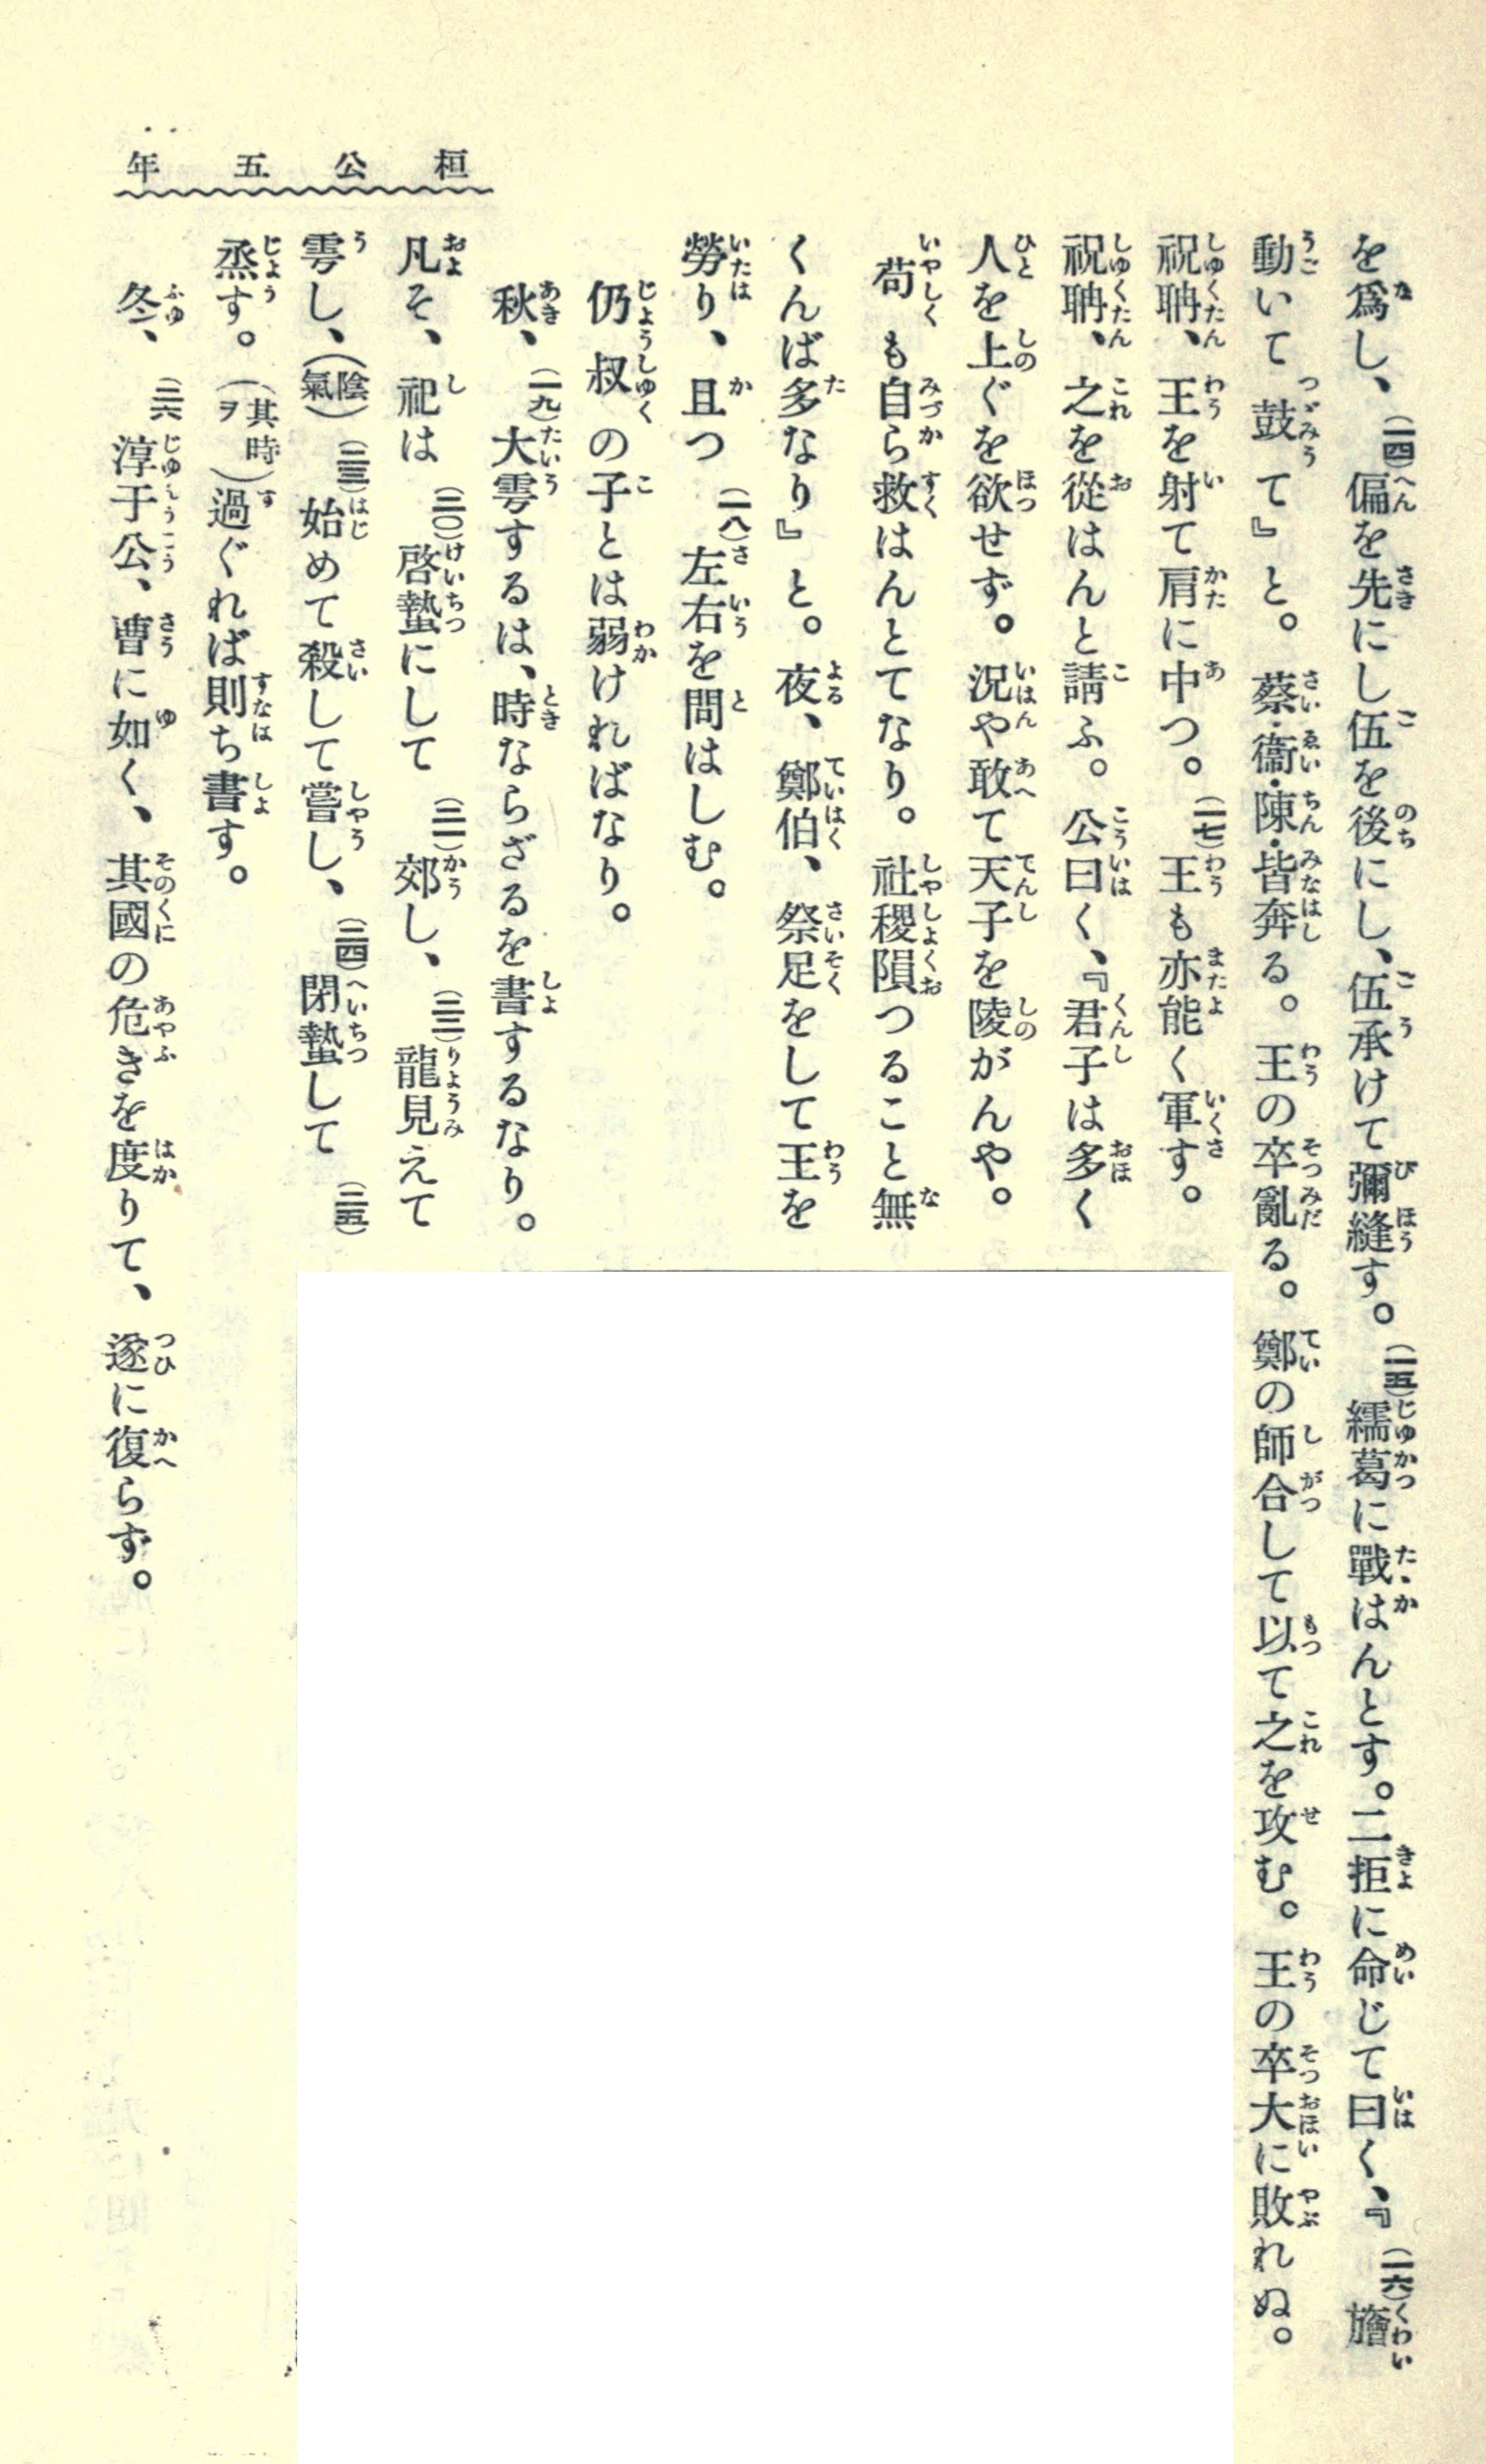 桓公五年
を爲し、(一四)偏を先にし伍を後にし、伍承けて彌縫す。(一五)繻葛に戰はんとす。二拒に命じて曰く、『(一六)旝
動いて鼓て』と。蔡・衞・陳・皆奔る。王の卒亂る。鄭の師合して以て之を攻む。王の卒大に敗れぬ。
祝聃、王を射て肩に中つ。(一七)王も亦能く軍す。
祝聃、之を從はんと請ふ。公曰く、『君子は多く
人を上ぐを欲せず。況や敢て天子を陵がんや。
苟も自ら救はんとてなり。社稷隕つること無
くんば多なり』と。夜、鄭伯、祭足をして王を
勞り、且つ(一八)左右を問はしむ。
仍叔の子とは弱ければなり。
秋、(一九)大雩するは、時ならざるを書するなり。
凡そ、祀は(二〇)啓蟄にして(二一)郊し、(二二)龍見えて
雩し、(陰氣)(二三)始めて殺して嘗し、(二四)閉蟄して(二五)
烝す。(其時ヲ)過ぐれば則ち書す。
冬、(二六淳于公、曹に如く、其國の危きを度りて、遂に復らず。